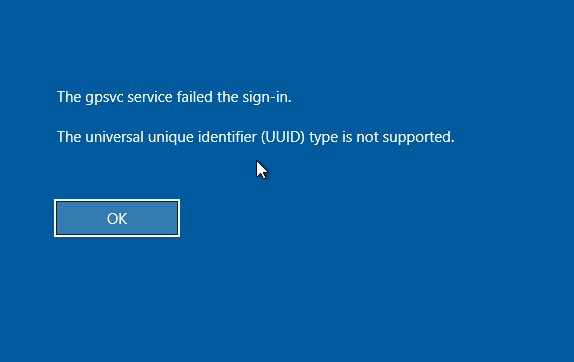 The gpsvc service failed the sign-in.
The universal unique identifier (UUID) type is not supported.
OK